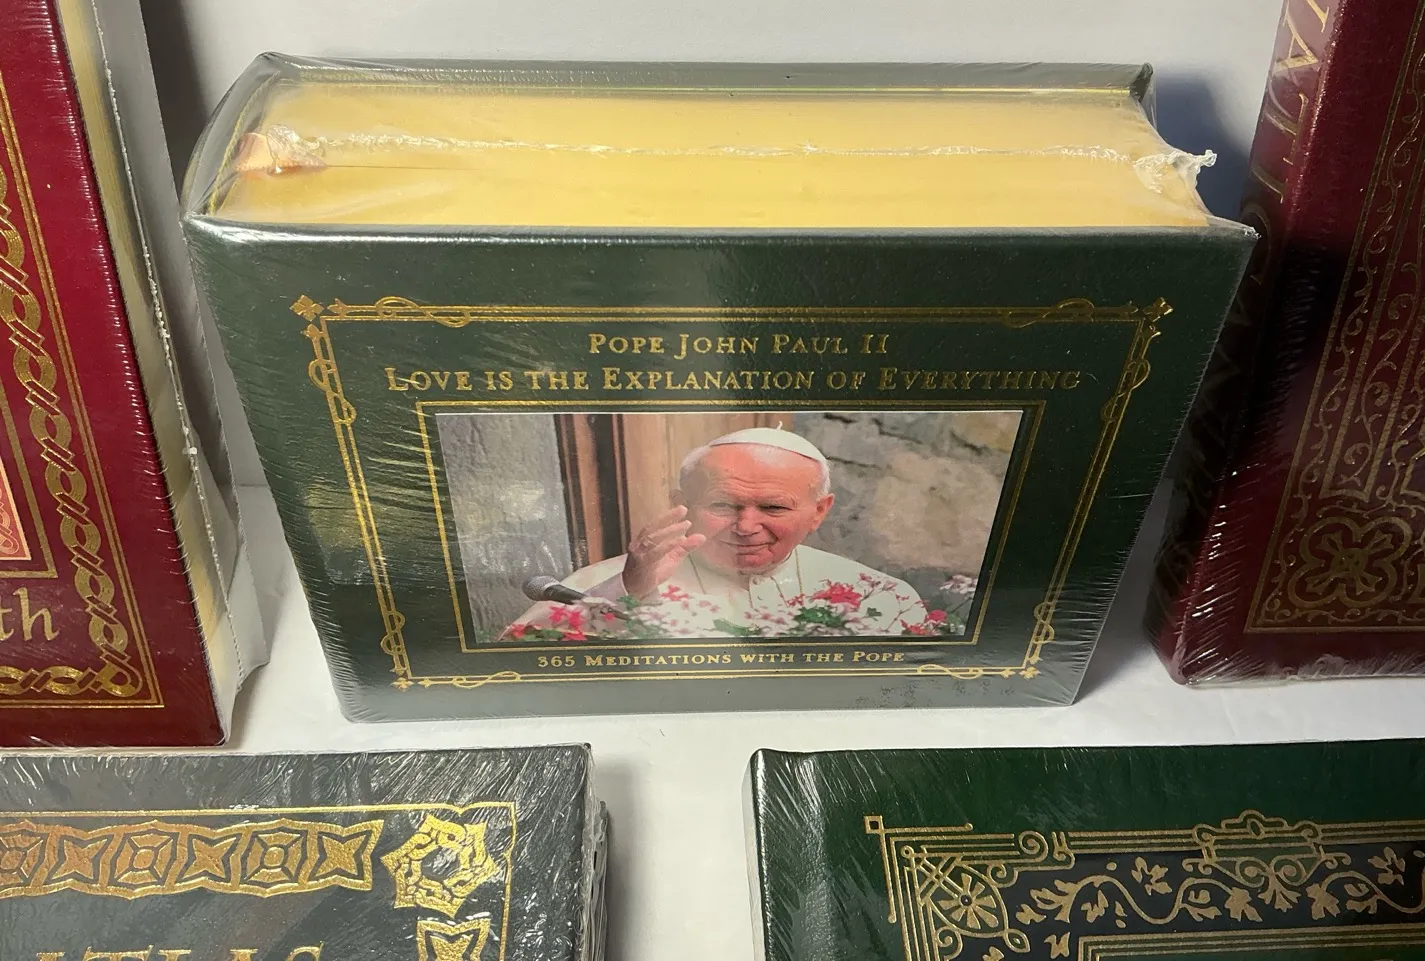 Pope John Paul II
Love is the Explanation of Everything
365 Meditations with the Pope
th